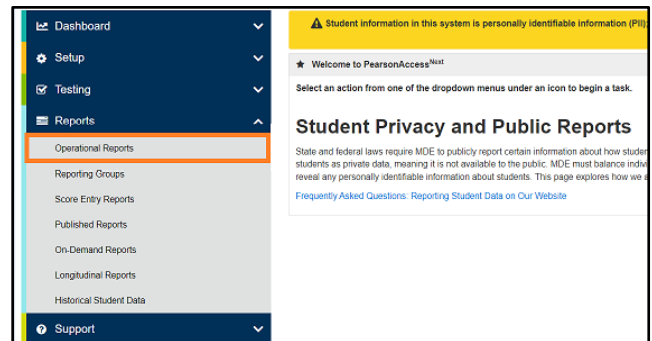 Dashboard
Setup
Testing
Reports
Operational Reports
Reporting Groups
Score Entry Reports
Published Reports
On-Demand Reports
Longitudinal Reports
Historical Student Data
Support
Student information in this system is personally identifiable information (PII);
Welcome to PearsonAccessNext
Select an action from one of the dropdown menus under an icon to begin a task.
Student Privacy and Public Reports
State and federal laws require MDE to publicly report certain information about how
students as private data, meaning it is not available to the public. MDE must balance
reveal any personally identifiable information about students. This page explores how we
Frequently Asked Questions: Reporting Student Data on Our Website